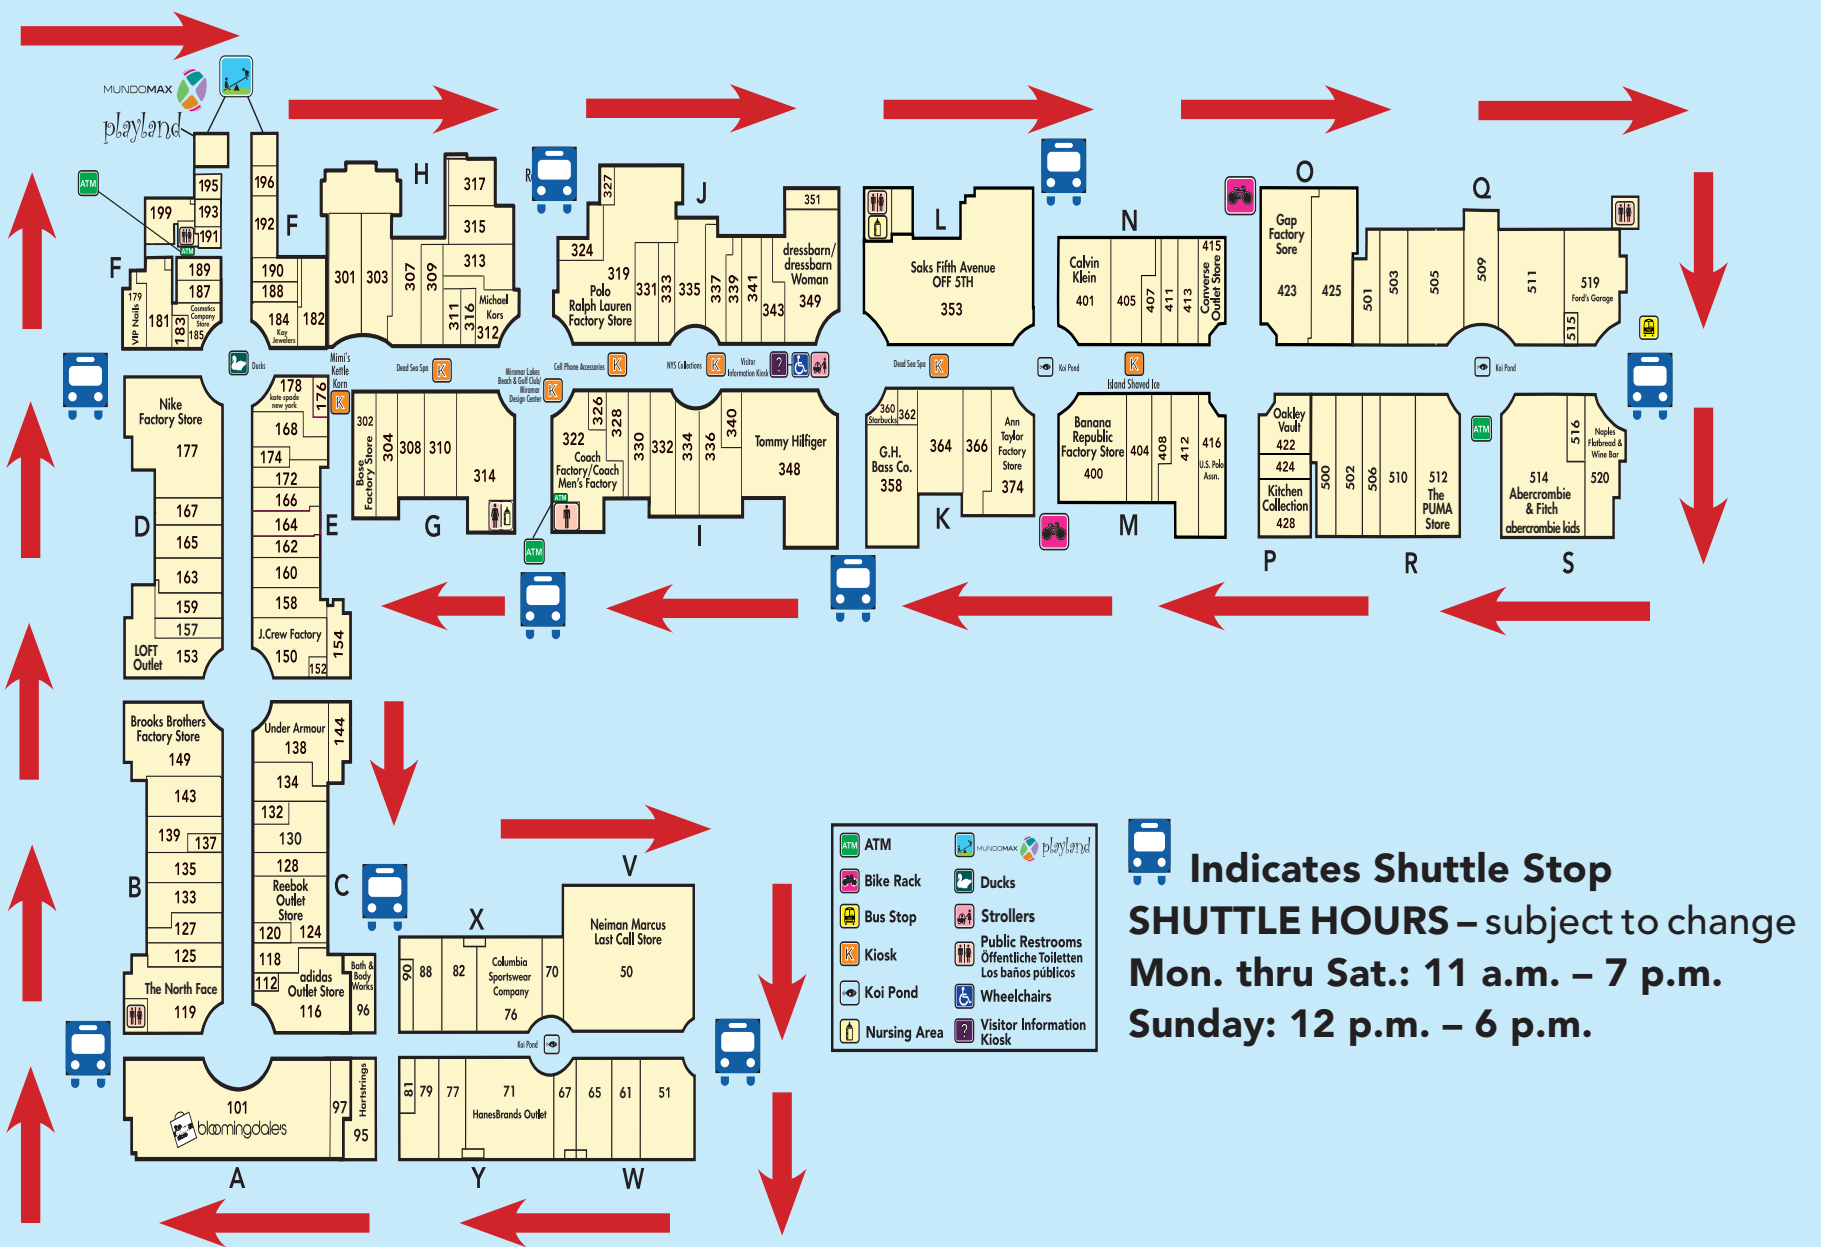 MUNDOMAX
playland
ATM
195
196
199
193
191
192
ATM
F
F
189
187
190
188
179
VIP Nails
181
183
Cosmetics
Company
Store
185
184
Kay
Jewelers
182
Ducks
H
317
315
313
301
303
307
309
311
316
Michael
Kors
312
R
J
327
351
324
319
Polo
Ralph Lauren
Factory Store
331
333
335
337
339
341
343
dressbarn/
dressbarn
Woman
349
L
Saks Fifth Avenue
OFF 5TH
353
N
Calvin
Klein
401
405
407
411
413
415
Converse
Outlet Store
O
Gap
Factory
Sore
423
425
Q
501
503
505
509
511
519
Ford's Garage
515
Mimi's
Kettle
Korn
K
Dead Sea Spa
K
Miramar Lakes
Beach & Golf Club/
Miramar
Design Center
K
Cell Phone Accessories
K
NYS Collections
K
Visitor
Information Kiosk
?
Dead Sea Spa
K
Koi Pond
K
Island Shaved Ice
Koi Pond
Nike
Factory Store
177
178
kate spade
new york
176
168
174
172
166
164
162
160
158
J.Crew Factory
150
152
154
E
D
167
165
163
159
157
LOFT
Outlet
153
302
Bose
Factory Store
304
308
310
314
G
322
Coach
Factory/Coach
Men's Factory
ATM
ATM
326
328
330
332
334
336
340
Tommy Hilfiger
348
I
360
Starbucks
362
G.H.
Bass Co.
358
364
366
Ann
Taylor
Factory
Store
374
K
Banana
Republic
Factory Store
400
404
408
412
416
U.S. Polo
Assn.
M
Oakley
Vault
422
424
Kitchen
Collection
428
P
500
502
506
510
512
The
PUMA
Store
R
ATM
514
Abercrombie
& Fitch
abercrombie kids
516
Naples
Flatbread &
Wine Bar
520
S
Brooks Brothers
Factory Store
149
143
139
137
135
133
127
125
The North Face
119
B
Under Armour
138
144
134
132
130
128
Reebok
Outlet
Store
120
124
118
112
adidas
Outlet Store
116
Bath &
Body
Works
96
C
101
bloomingdale's
97
Hartstrings
95
A
X
V
90
88
82
Columbia
Sportswear
Company
76
70
Neiman Marcus
Last Call Store
50
Koi Pond
81
79
77
71
HanesBrands Outlet
67
65
61
51
Y
W
ATM ATM
Bike Rack
Bus Stop
K Kiosk
Koi Pond
Nursing Area
MUNDOMAX playland
Ducks
Strollers
Public Restrooms
Öffentliche Toiletten
Los baños públicos
Wheelchairs
? Visitor Information
Kiosk
Indicates Shuttle Stop
SHUTTLE HOURS – subject to change
Mon. thru Sat.: 11 a.m. – 7 p.m.
Sunday: 12 p.m. – 6 p.m.